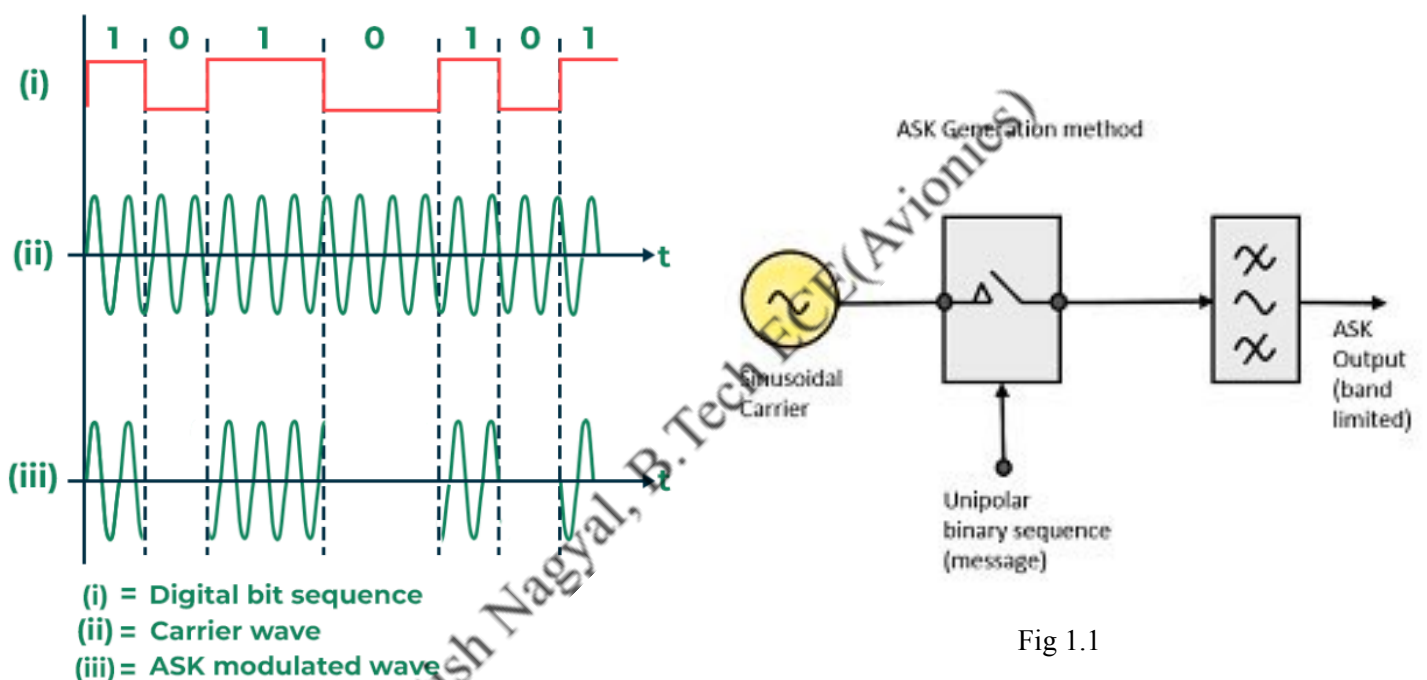 1 0 1 0 1 0 1
(i)
(ii)
t
(iii)
t
(i) = Digital bit sequence
(ii) = Carrier wave
(iii) = ASK modulated wave
ASK Generation method
Sinusoidal
Carrier
Unipolar
binary sequence
(message)
ASK
Output
(band
limited)
Fig 1.1
Nagyal, B.Tech ECE(Avionics)